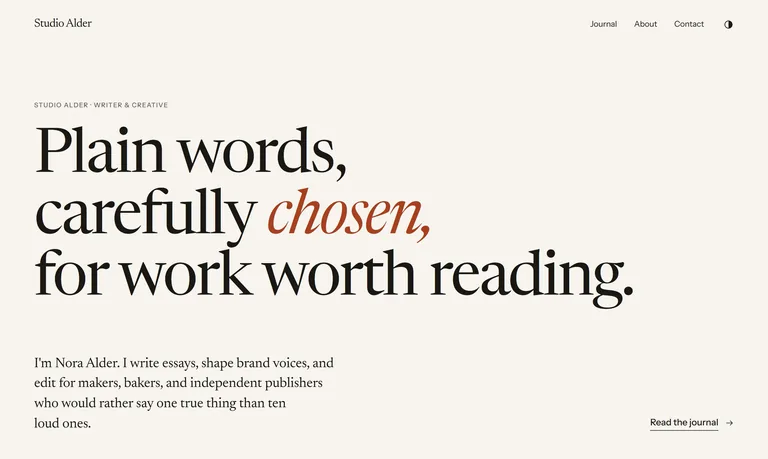 Studio Alder
Journal About Contact
STUDIO ALDER · WRITER & CREATIVE
Plain words,
carefully chosen,
for work worth reading.
I'm Nora Alder. I write essays, shape brand voices, and
edit for makers, bakers, and independent publishers
who would rather say one true thing than ten
loud ones.
Read the journal →